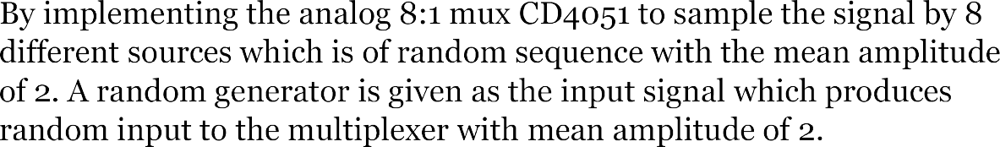 By implementing the analog 8:1 mux CD4051 to sample the signal by 8
different sources which is of random sequence with the mean amplitude
of 2. A random generator is given as the input signal which produces
random input to the multiplexer with mean amplitude of 2.